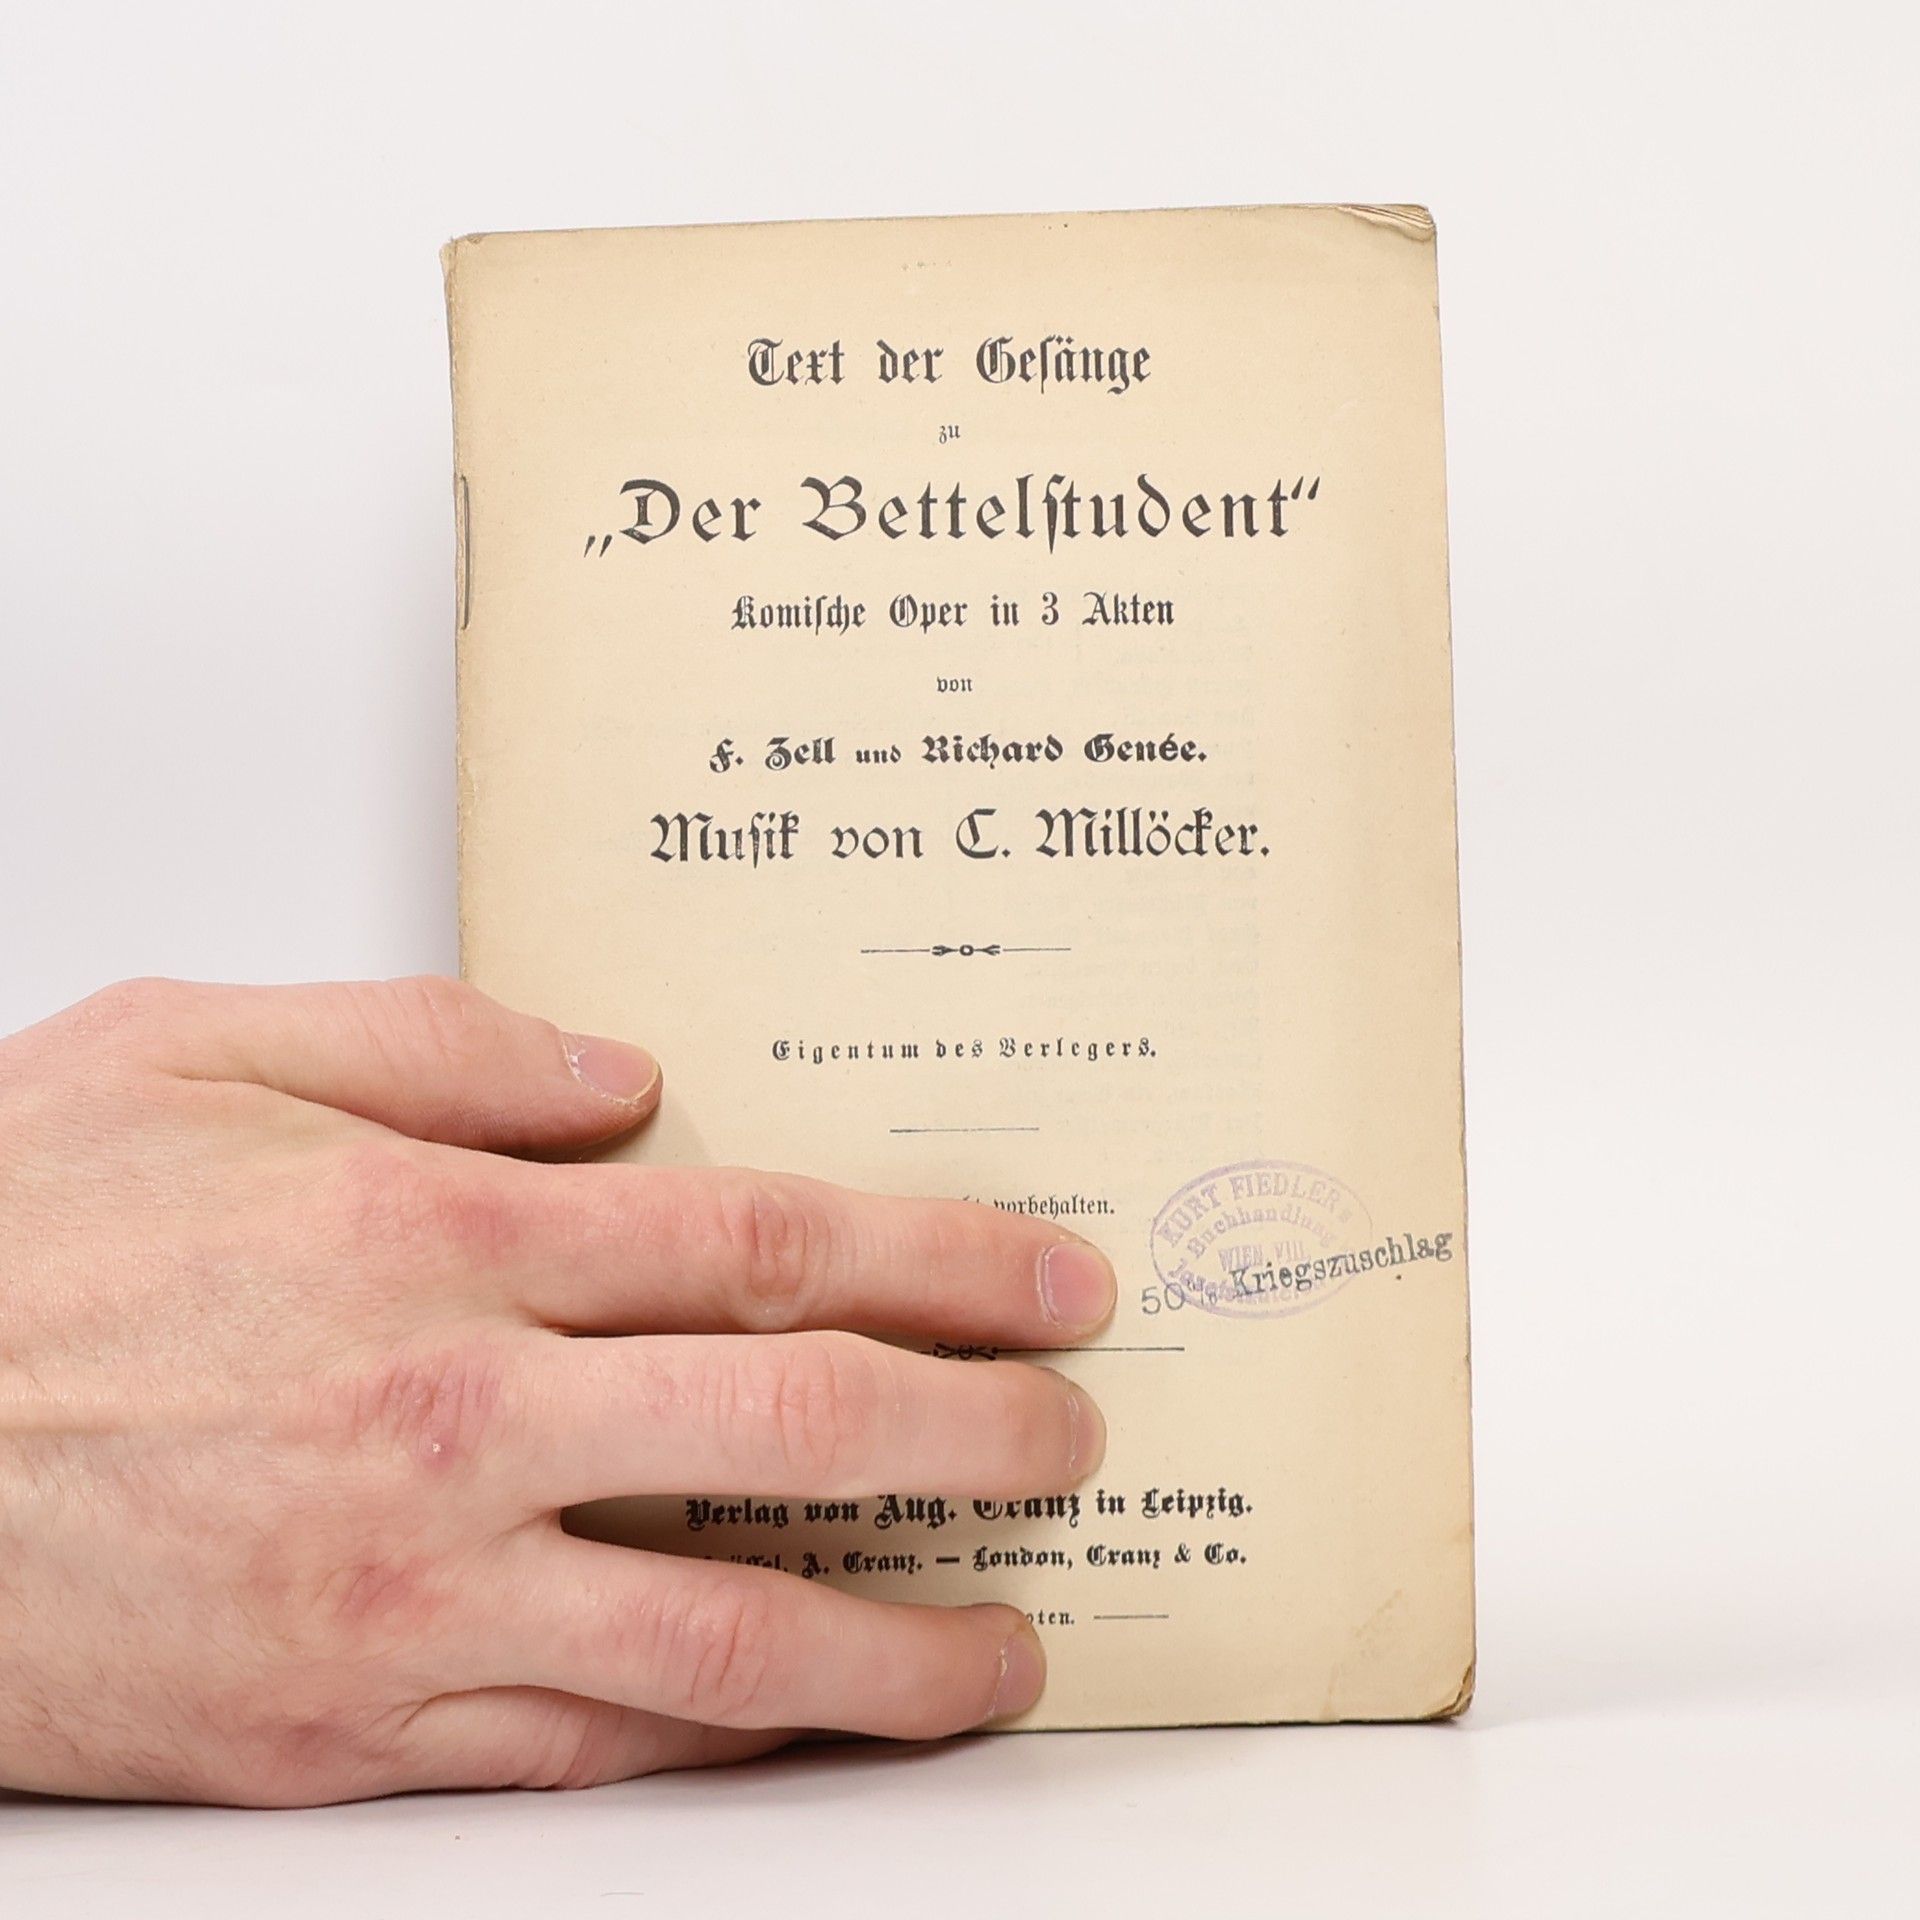 Text der Gesänge
zu
„Der Bettelstudent“
Komische Oper in 3 Akten
von
F. Zell und Richard Genée.
Musik von C. Millöcker.
Eigentum des Verlegers.
vorbehalten.
KURT FIEDLER's
Buchhandlung
WIEN, VIII.
50% Kriegszuschlag
Verlag von Aug. Cranz in Leipzig.
A. Cranz. — London, Cranz & Co.